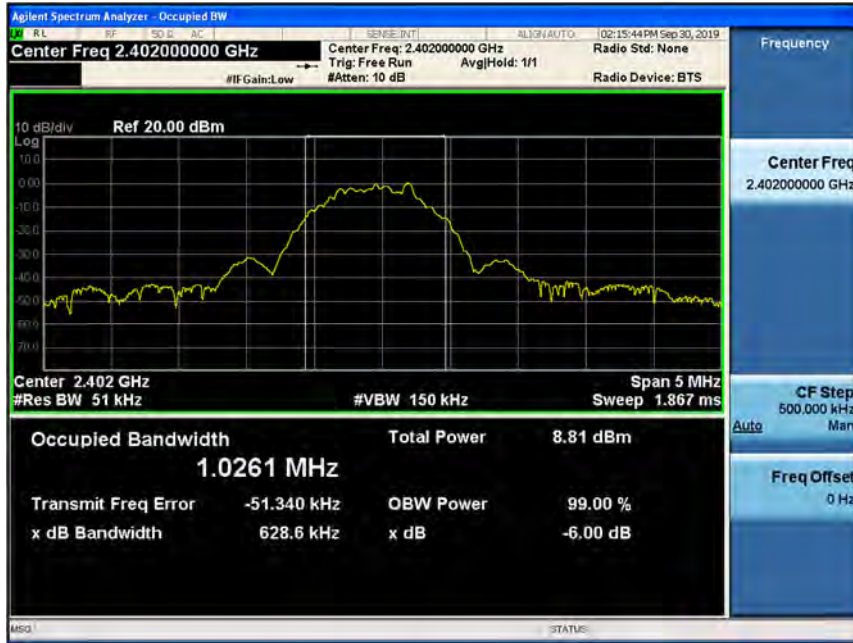 Agilent Spectrum Analyzer - Occupied BW
RL RF 50 Ω AC SENSE:INT ALIGN AUTO 02:15:44 PM Sep 30, 2019
Center Freq 2.402000000 GHz
Center Freq: 2.402000000 GHz Radio Std: None
Trig: Free Run Avg|Hold: 1/1
#IFGain:Low #Atten: 10 dB Radio Device: BTS
Frequency
10 dB/div Ref 20.00 dBm
Log
10.0
0.00
-10.0
-20.0
-30.0
-40.0
-50.0
-60.0
-70.0
Center 2.402 GHz Span 5 MHz
#Res BW 51 kHz #VBW 150 kHz Sweep 1.867 ms
Occupied Bandwidth Total Power 8.81 dBm
1.0261 MHz
Transmit Freq Error -51.340 kHz OBW Power 99.00 %
x dB Bandwidth 628.6 kHz x dB -6.00 dB
Center Freq
2.402000000 GHz
CF Step
500.000 kHz
Auto Man
Freq Offset
0 Hz
MSG STATUS